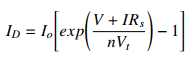 I_D = I_o [ exp( (V + IR_s) / (nV_t) ) − 1 ]